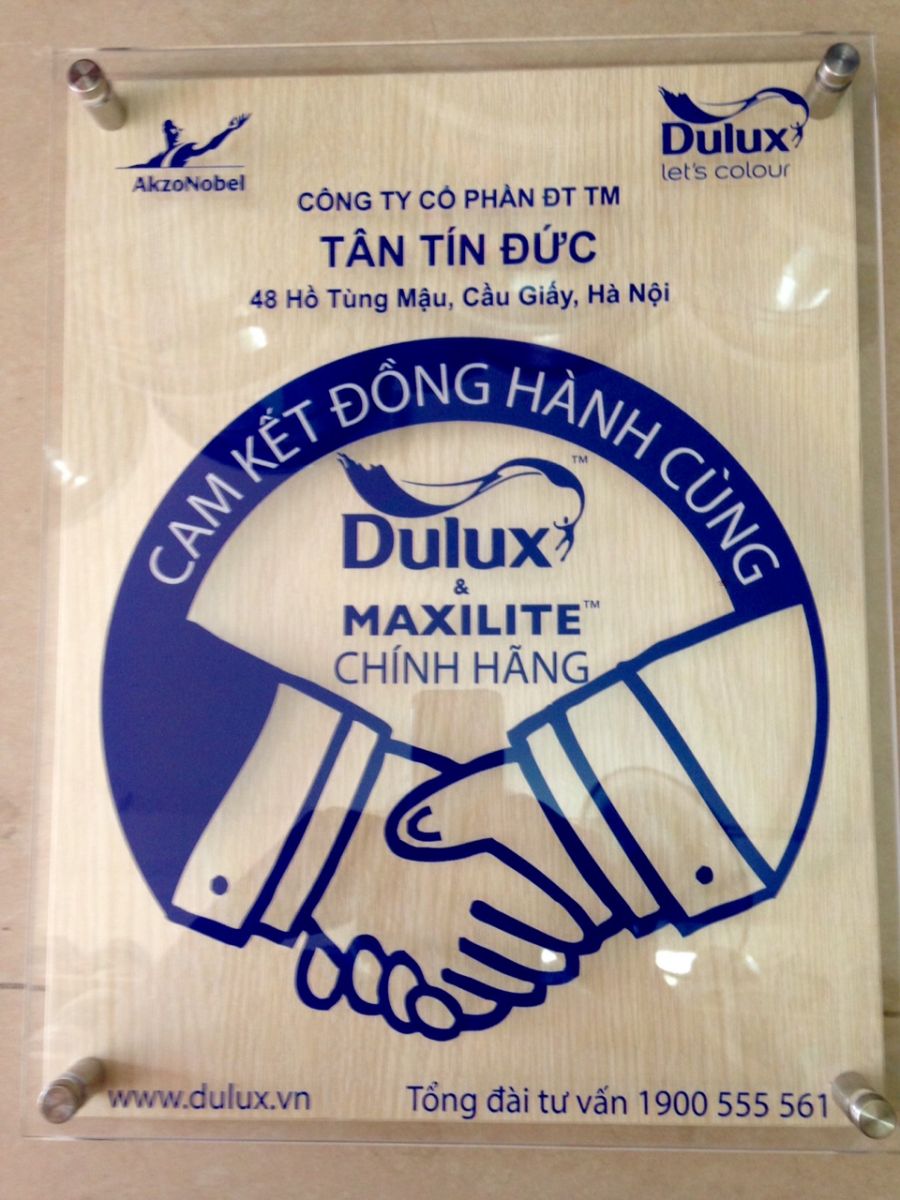 AkzoNobel
Dulux
let's colour
CÔNG TY CỔ PHẦN ĐT TM
TÂN TÍN ĐỨC
48 Hồ Tùng Mậu, Cầu Giấy, Hà Nội
CAM KẾT ĐỒNG HÀNH CÙNG
Dulux™
&
MAXILITE™
CHÍNH HÃNG
www.dulux.vn
Tổng đài tư vấn 1900 555 561